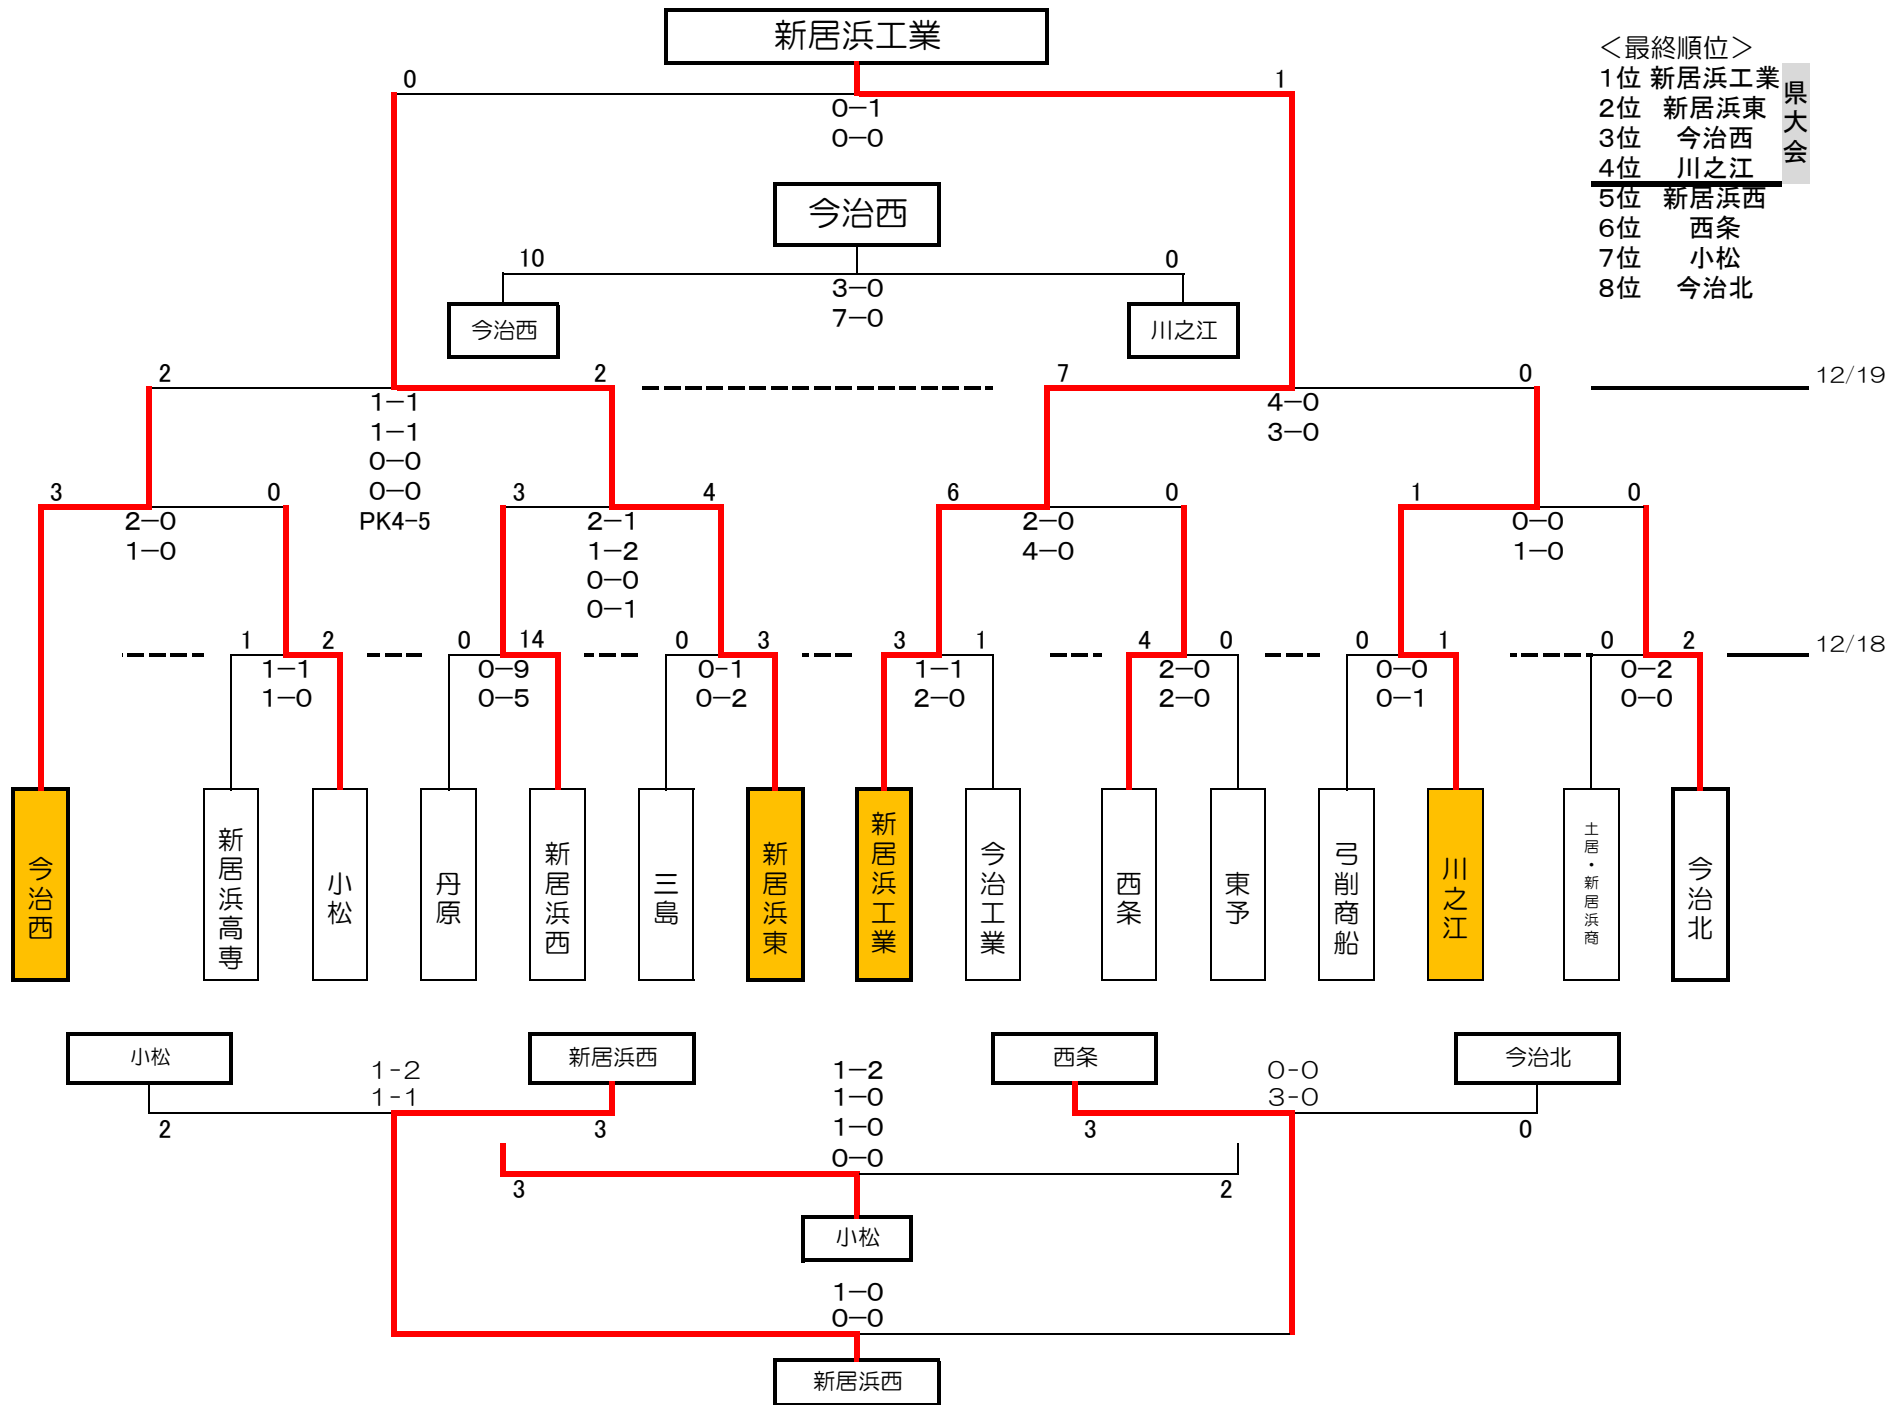 新居浜工業
0
1
0−1
0−0
＜最終順位＞
1位 新居浜工業
2位 新居浜東
3位 今治西
4位 川之江
5位 新居浜西
6位 西条
7位 小松
8位 今治北
県大会
今治西
10
0
3−0
7−0
今治西
川之江
12/19
2
2
1−1
1−1
0−0
0−0
PK4-5
7
0
4−0
3−0
3
0
2−0
1−0
3
4
2−1
1−2
0−0
0−1
6
0
2−0
4−0
1
0
0−0
1−0
12/18
1
2
1−1
1−0
0
14
0−9
0−5
0
3
0−1
0−2
3
1
1−1
2−0
4
0
2−0
2−0
0
1
0−0
0−1
0
2
0−2
0−0
今治西
新居浜高専
小松
丹原
新居浜西
三島
新居浜東
新居浜工業
今治工業
西条
東予
弓削商船
川之江
土居・新居浜商
今治北
小松
新居浜西
西条
今治北
1-2
1-1
2
3
0-0
3-0
3
0
1−2
1−0
1−0
0−0
3
2
小松
1−0
0−0
新居浜西